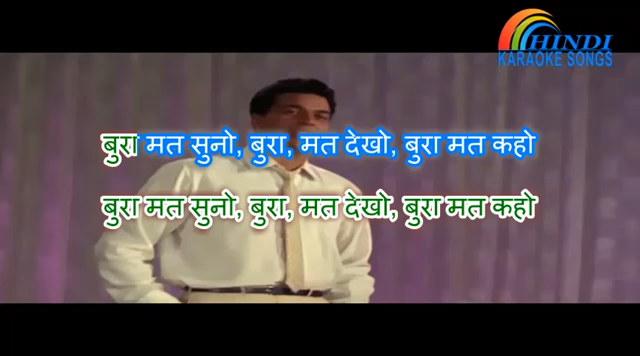 HINDI
KARAOKE SONGS
बुरा मत सुनो, बुरा, मत देखो, बुरा मत कहो
बुरा मत सुनो, बुरा, मत देखो, बुरा मत कहो